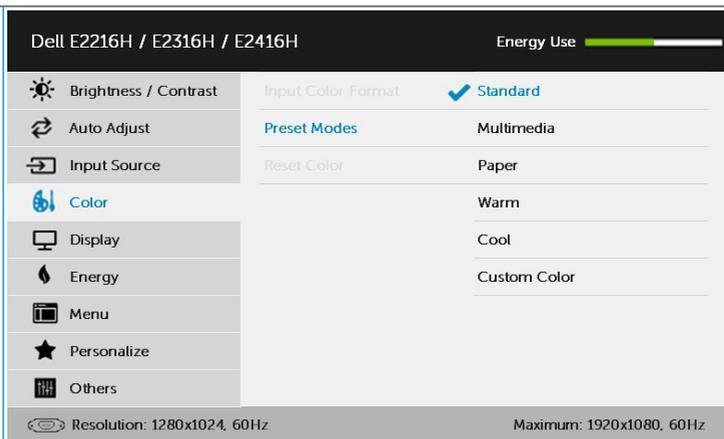 Dell E2216H / E2316H / E2416H
Energy Use
Brightness / Contrast
Auto Adjust
Input Source
Color
Display
Energy
Menu
Personalize
Others
Input Color Format
Preset Modes
Reset Color
Standard
Multimedia
Paper
Warm
Cool
Custom Color
Resolution: 1280x1024, 60Hz
Maximum: 1920x1080, 60Hz